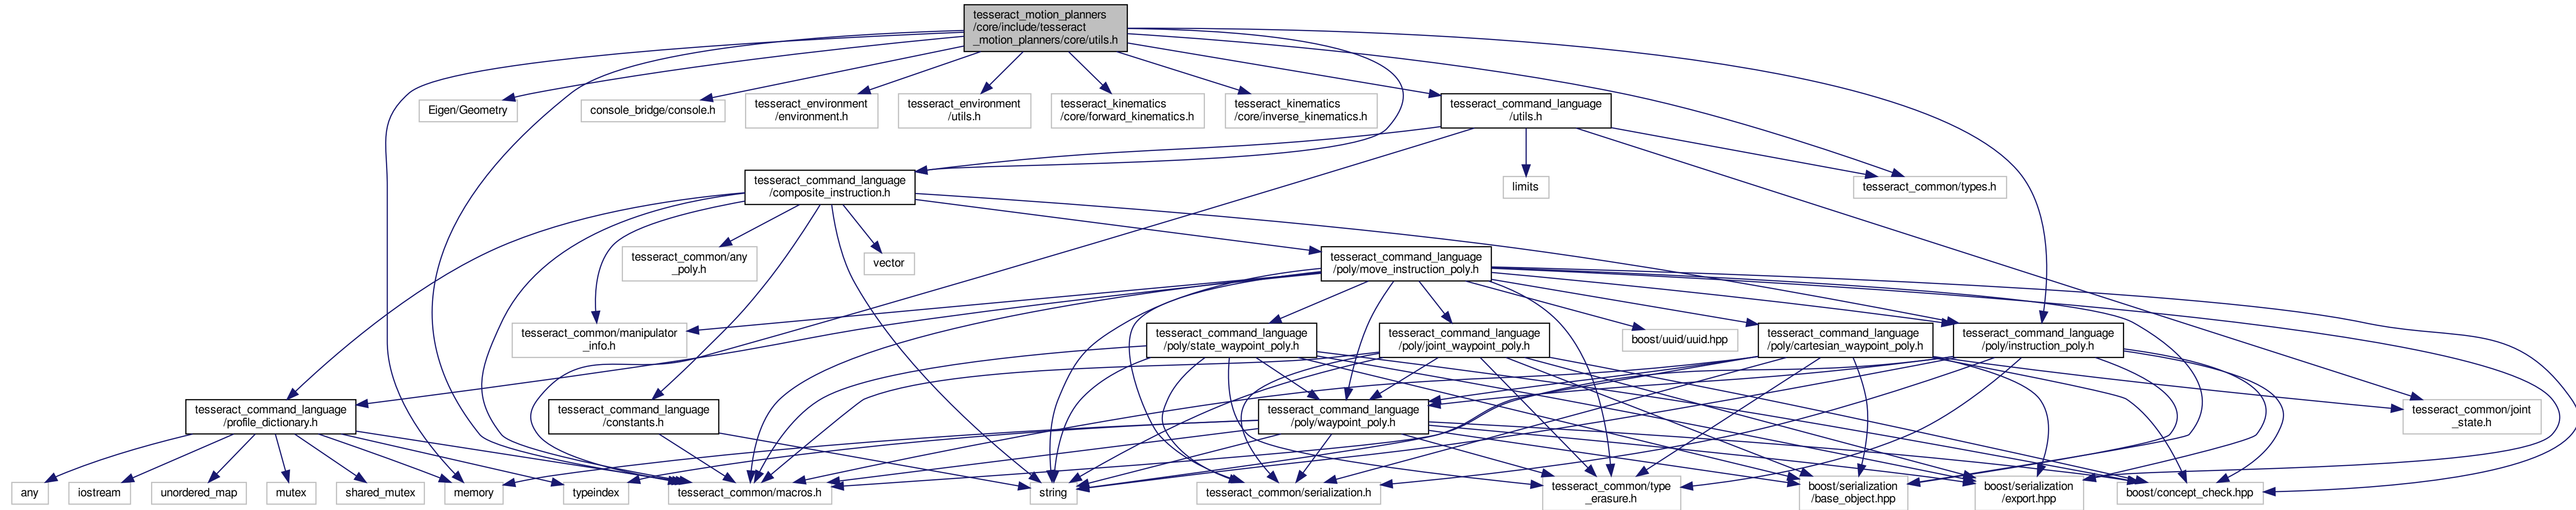 tesseract_motion_planners
/core/include/tesseract
_motion_planners/core/utils.h
Eigen/Geometry
console_bridge/console.h
tesseract_environment
/environment.h
tesseract_environment
/utils.h
tesseract_kinematics
/core/forward_kinematics.h
tesseract_kinematics
/core/inverse_kinematics.h
tesseract_command_language
/utils.h
tesseract_command_language
/composite_instruction.h
limits
tesseract_common/types.h
tesseract_common/any
_poly.h
vector
tesseract_command_language
/poly/move_instruction_poly.h
tesseract_common/manipulator
_info.h
tesseract_command_language
/poly/state_waypoint_poly.h
tesseract_command_language
/poly/joint_waypoint_poly.h
boost/uuid/uuid.hpp
tesseract_command_language
/poly/cartesian_waypoint_poly.h
tesseract_command_language
/poly/instruction_poly.h
tesseract_command_language
/profile_dictionary.h
tesseract_command_language
/constants.h
tesseract_command_language
/poly/waypoint_poly.h
tesseract_common/joint
_state.h
any
iostream
unordered_map
mutex
shared_mutex
memory
typeindex
tesseract_common/macros.h
string
tesseract_common/serialization.h
tesseract_common/type
_erasure.h
boost/serialization
/base_object.hpp
boost/serialization
/export.hpp
boost/concept_check.hpp